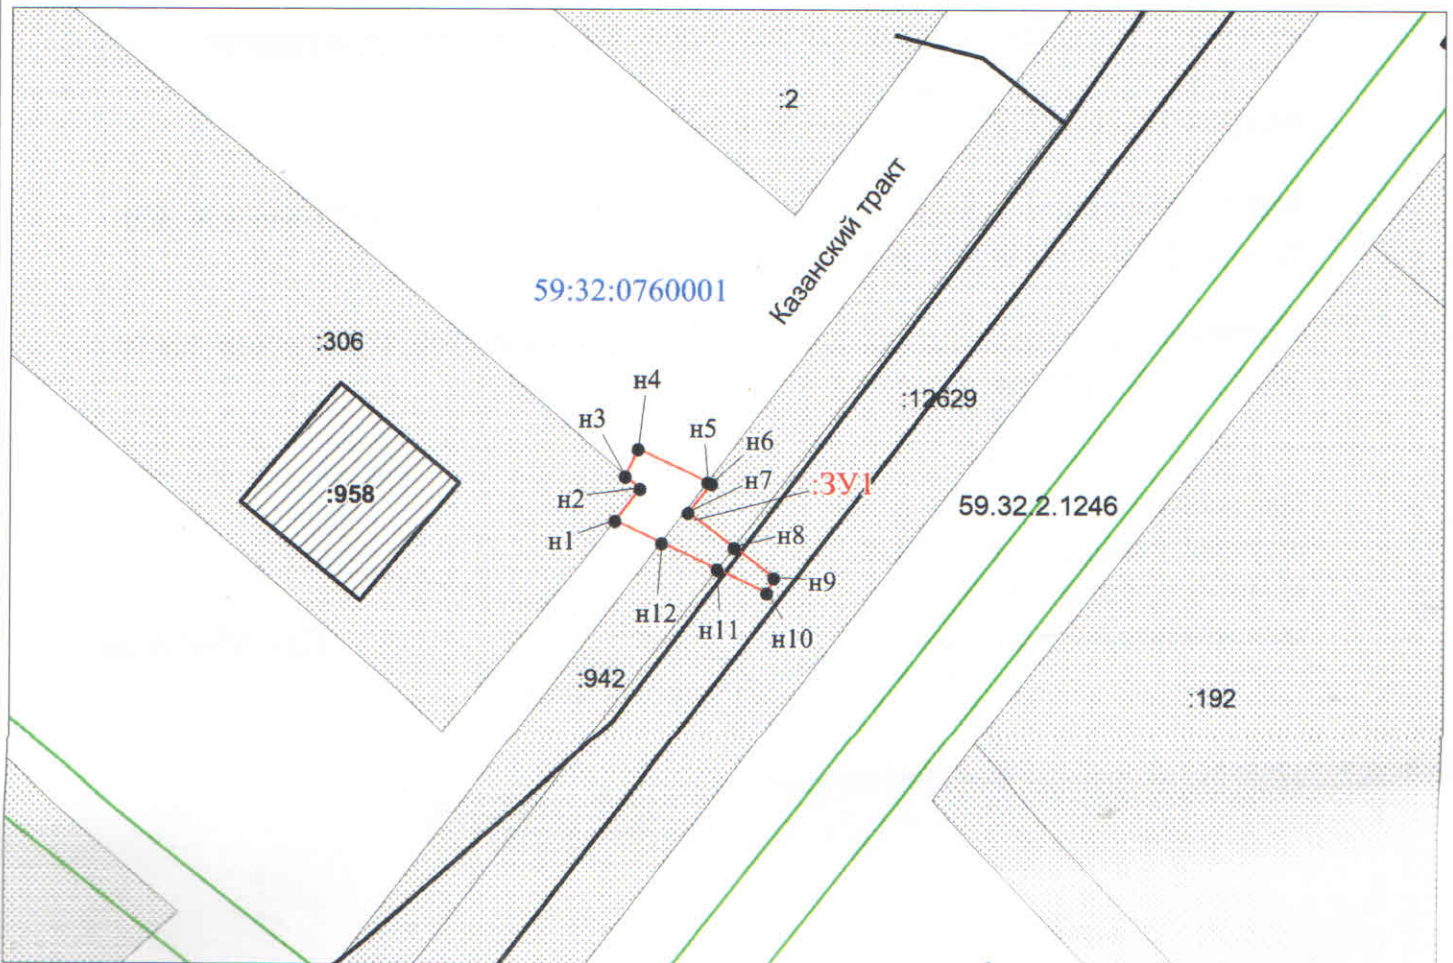 :2
Казанский тракт
59:32:0760001
:306
н4
:12629
н3
н5
н6
н7
:ЗУ1
:958
н2
59.32.2.1246
н1
н8
н9
н12
н11
н10
:942
:192